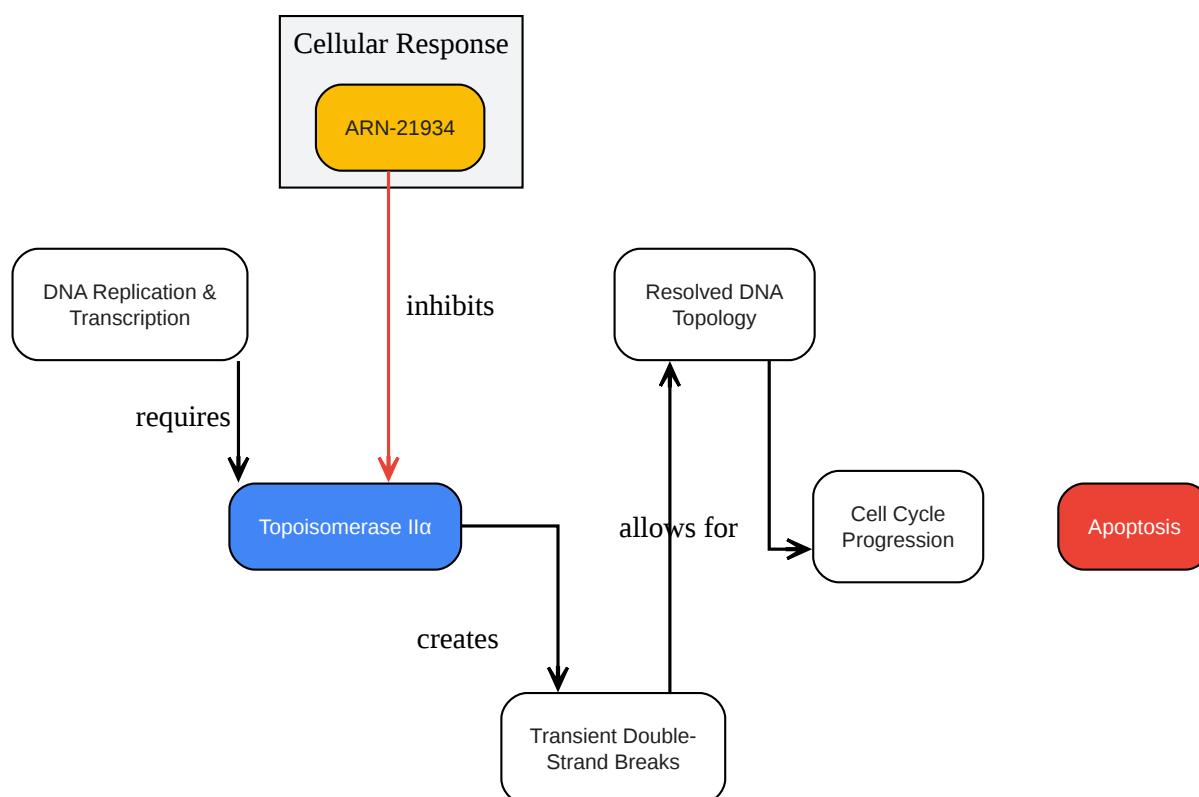 Cellular Response
ARN-21934
DNA Replication &
Transcription
inhibits
Resolved DNA
Topology
requires
Topoisomerase IIα
allows for
Cell Cycle
Progression
Apoptosis
creates
Transient Double-
Strand Breaks